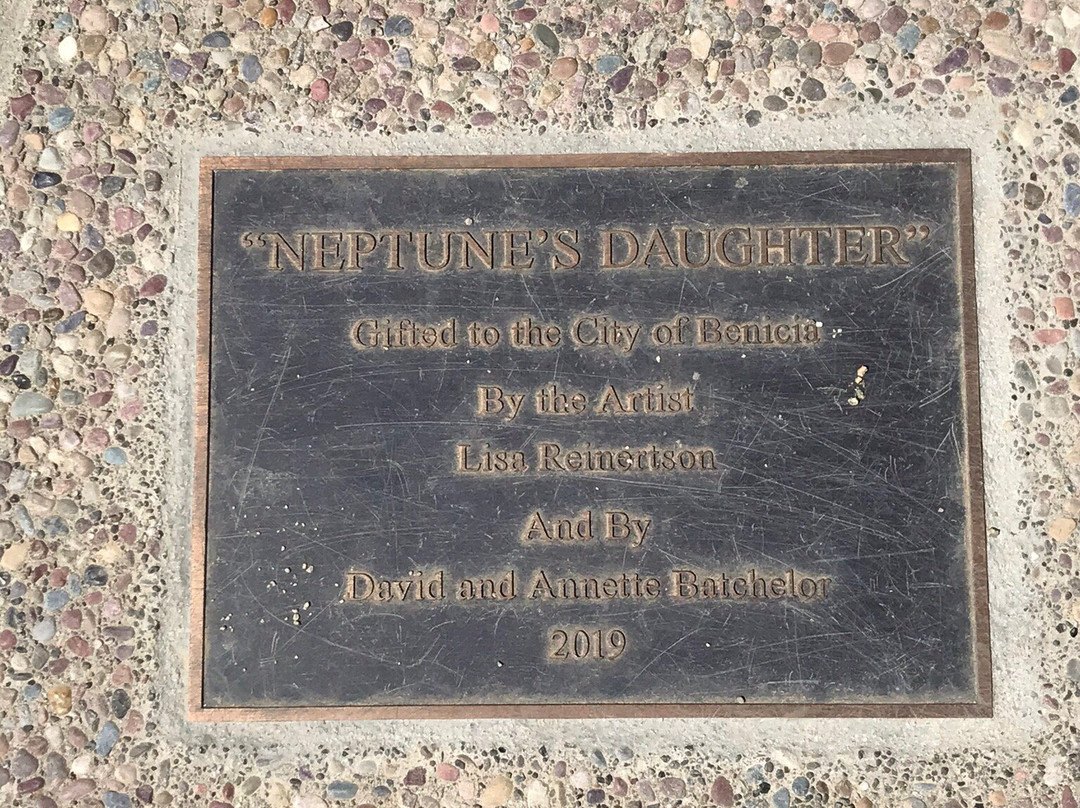 “NEPTUNE’S DAUGHTER”
Gifted to the City of Benicia
By the Artist
Lisa Reinertson
And By
David and Annette Batchelor
2019